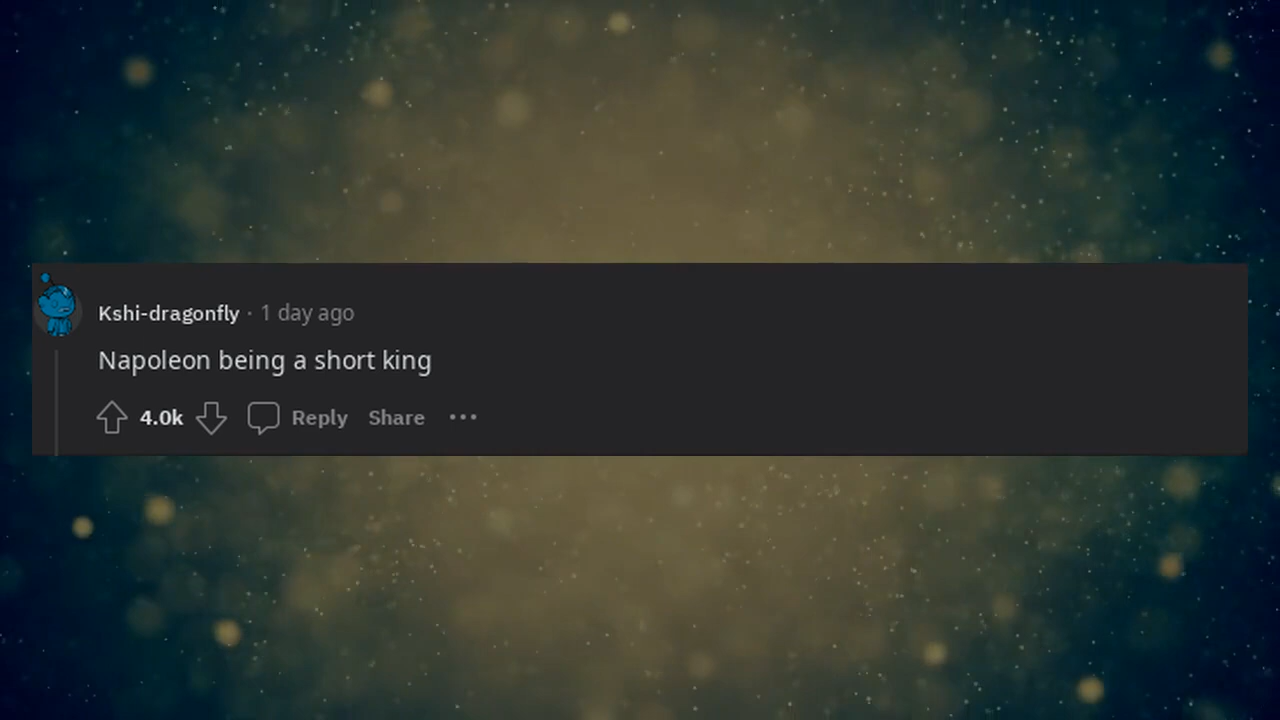 Kshi-dragonfly · 1 day ago
Napoleon being a short king
4.0k Reply Share ···